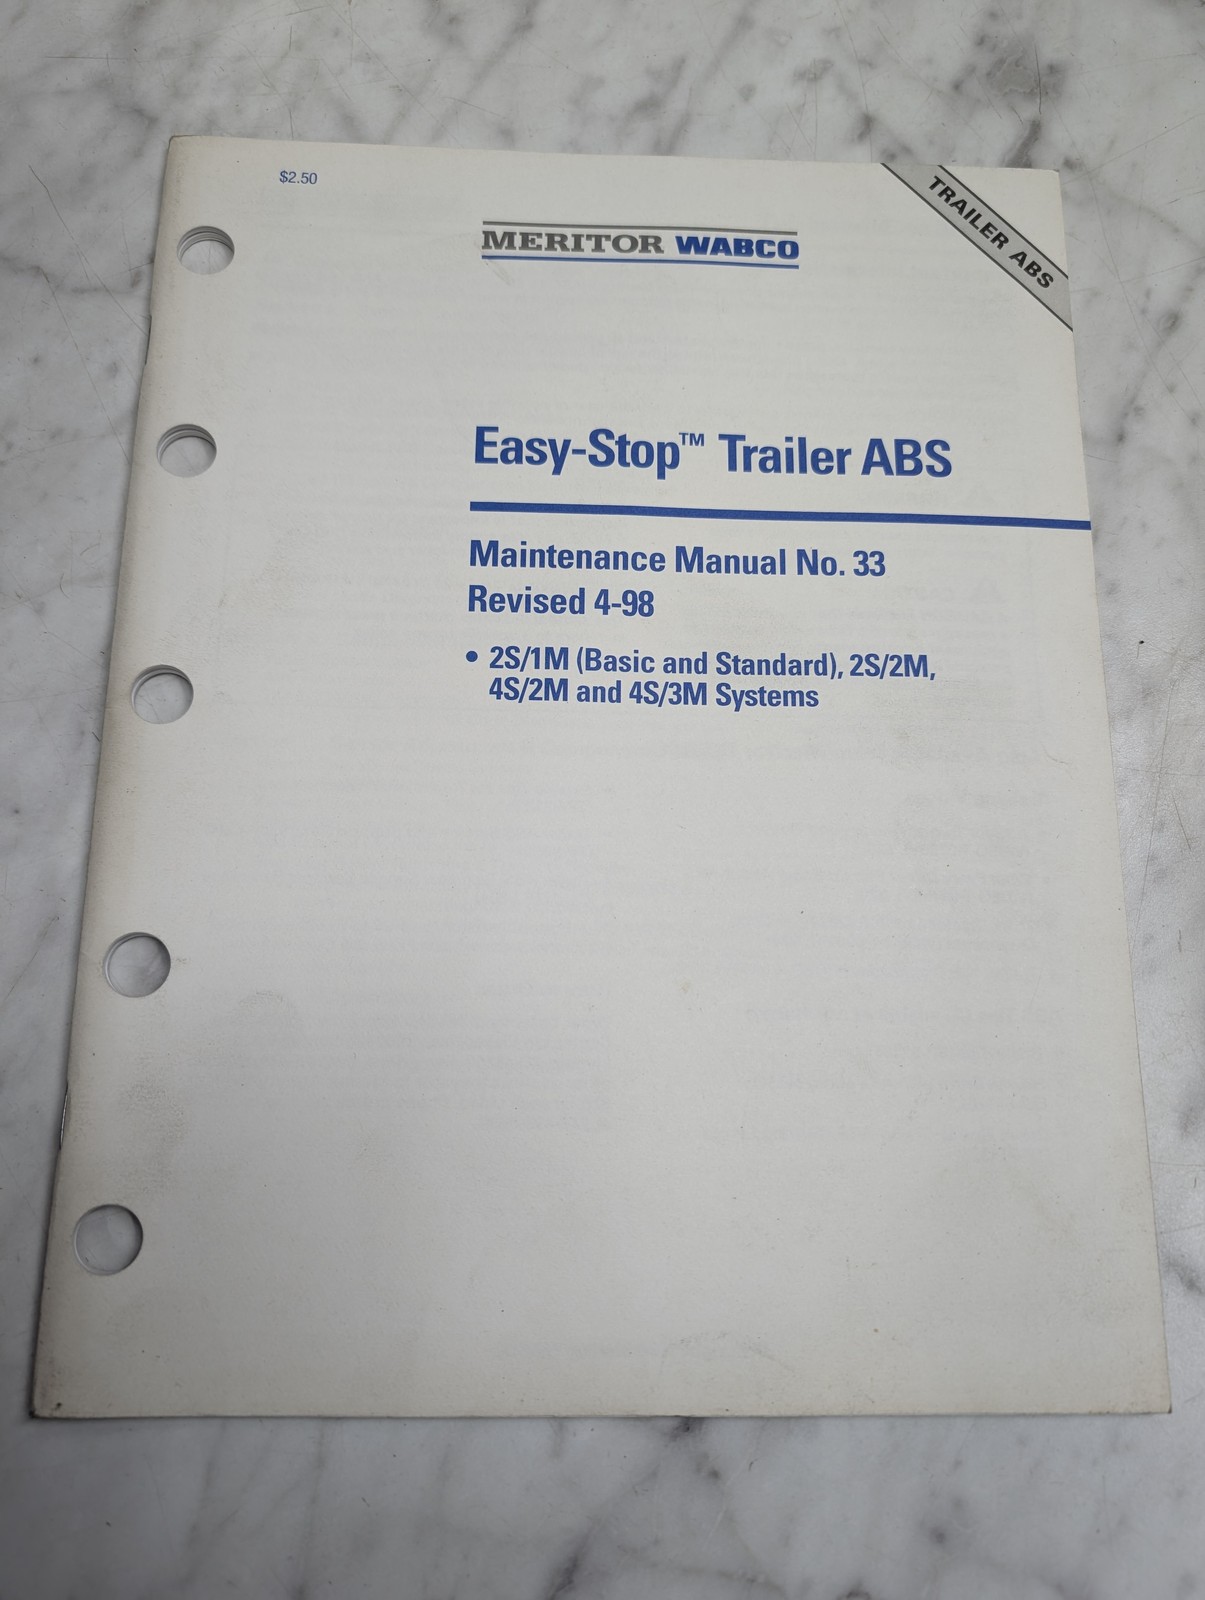 $2.50
MERITOR WABCO
TRAILER ABS
Easy-Stop™ Trailer ABS
Maintenance Manual No. 33
Revised 4-98
• 2S/1M (Basic and Standard), 2S/2M,
4S/2M and 4S/3M Systems